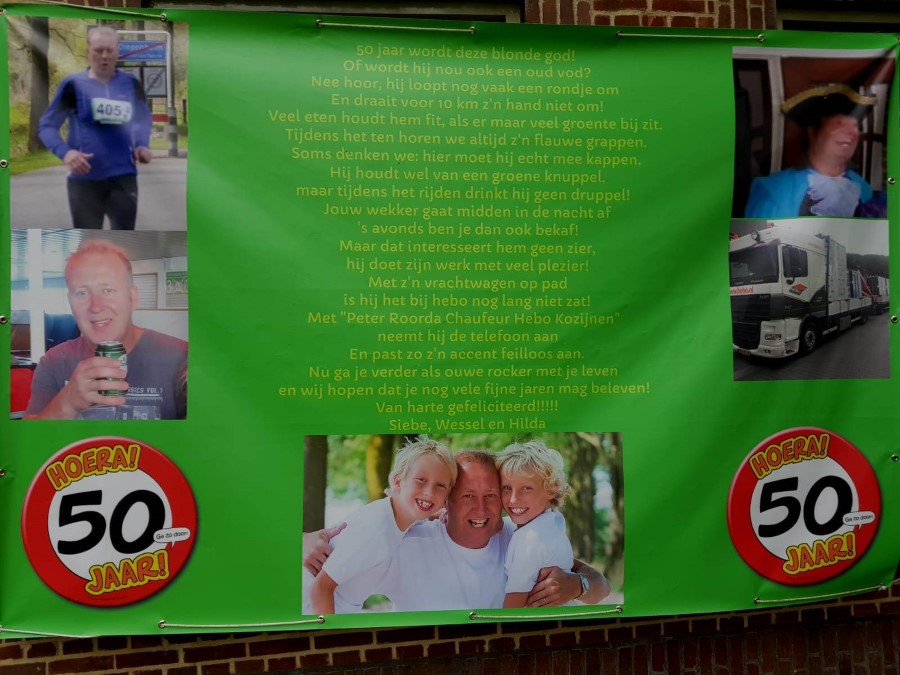 50 jaar wordt deze blonde god!
Of wordt hij nou ook een oud vod?
Nee hoor, hij loopt nog vaak een rondje om
En draait voor 10 km z'n hand niet om!
Veel eten houdt hem fit, als er maar veel groente bij zit.
Tijdens het ten horen we altijd z'n flauwe grappen.
Soms denken we: hier moet hij echt mee kappen.
Hij houdt wel van een groene knuppel.
maar tijdens het rijden drinkt hij geen druppel!
Jouw wekker gaat midden in de nacht af
's avonds ben je dan ook bekaf!
Maar dat interesseert hem geen zier,
hij doet zijn werk met veel plezier!
Met z'n vrachtwagen op pad
is hij het bij hebo nog lang niet zat!
Met "Peter Roorda Chaufeur Hebo Kozijnen"
neemt hij de telefoon aan
En past zo z'n accent feilloos aan.
Nu ga je verder als ouwe rocker met je leven
en wij hopen dat je nog vele fijne jaren mag beleven!
Van harte gefeliciteerd!!!!!
Siebe, Wessel en Hilda
405
HOERA!
50
Ga zo door!
JAAR!
HOERA!
50
Ga zo door!
JAAR!